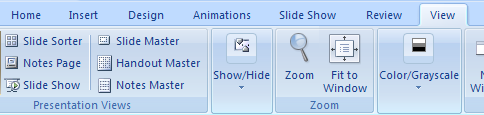 Home Insert Design Animations Slide Show Review View
Slide Sorter Slide Master
Notes Page Handout Master
Slide Show Notes Master
Presentation Views
Show/Hide
Zoom Fit to
Window
Zoom
Color/Grayscale